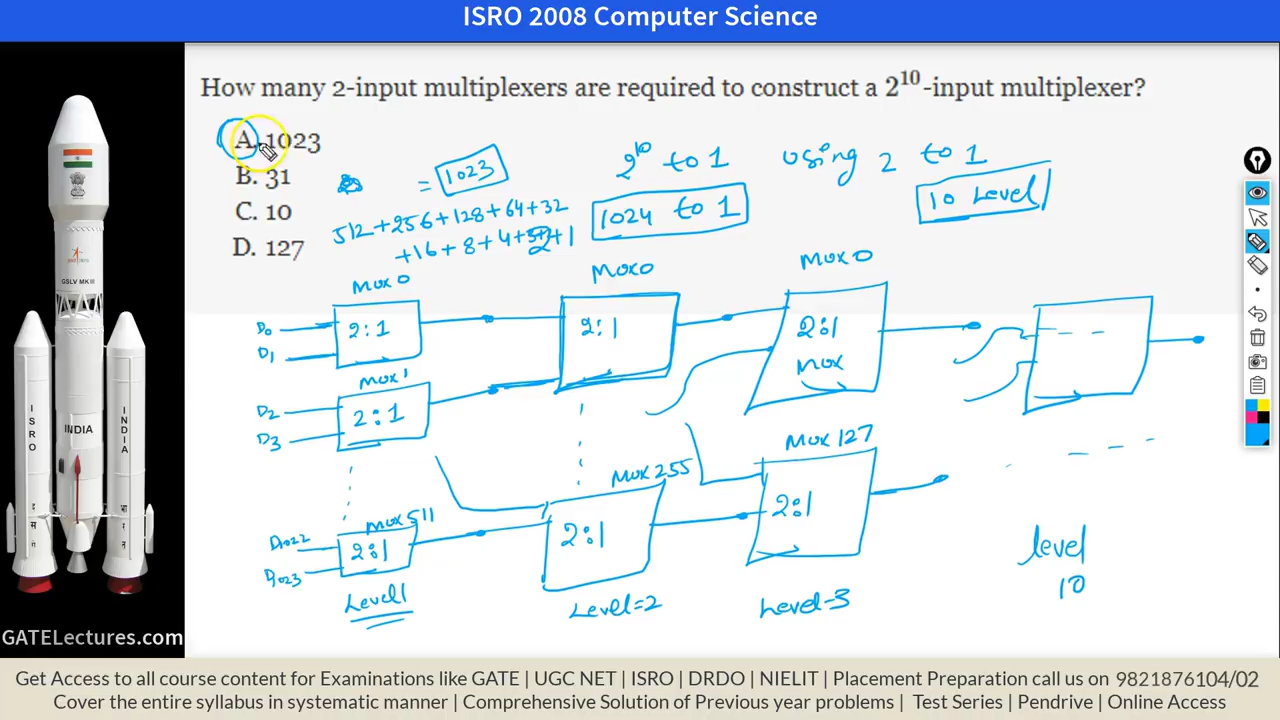 ISRO 2008 Computer Science
How many 2-input multiplexers are required to construct a 2^10-input multiplexer?
A. 1023
B. 31
C. 10
D. 127
= 1023
512+256+128+64+32
+16+8+4+2+1
2^10 to 1 using 2 to 1
1024 to 1
10 Level
Mux 0
2:1
D0
D1
Mux 1
2:1
D2
D3
Mux 511
2:1
D1022
D1023
Level 1
Mux 0
2:1
Mux 255
2:1
Level=2
Mux 0
2:1
Mux
Mux 127
2:1
Level-3
level
10
GSLV MKIII
ISRO
INDIA
INDIA
GATELectures.com
Get Access to all course content for Examinations like GATE | UGC NET | ISRO | DRDO | NIELIT | Placement Preparation call us on 9821876104/02
Cover the entire syllabus in systematic manner | Comprehensive Solution of Previous year problems | Test Series | Pendrive | Online Access